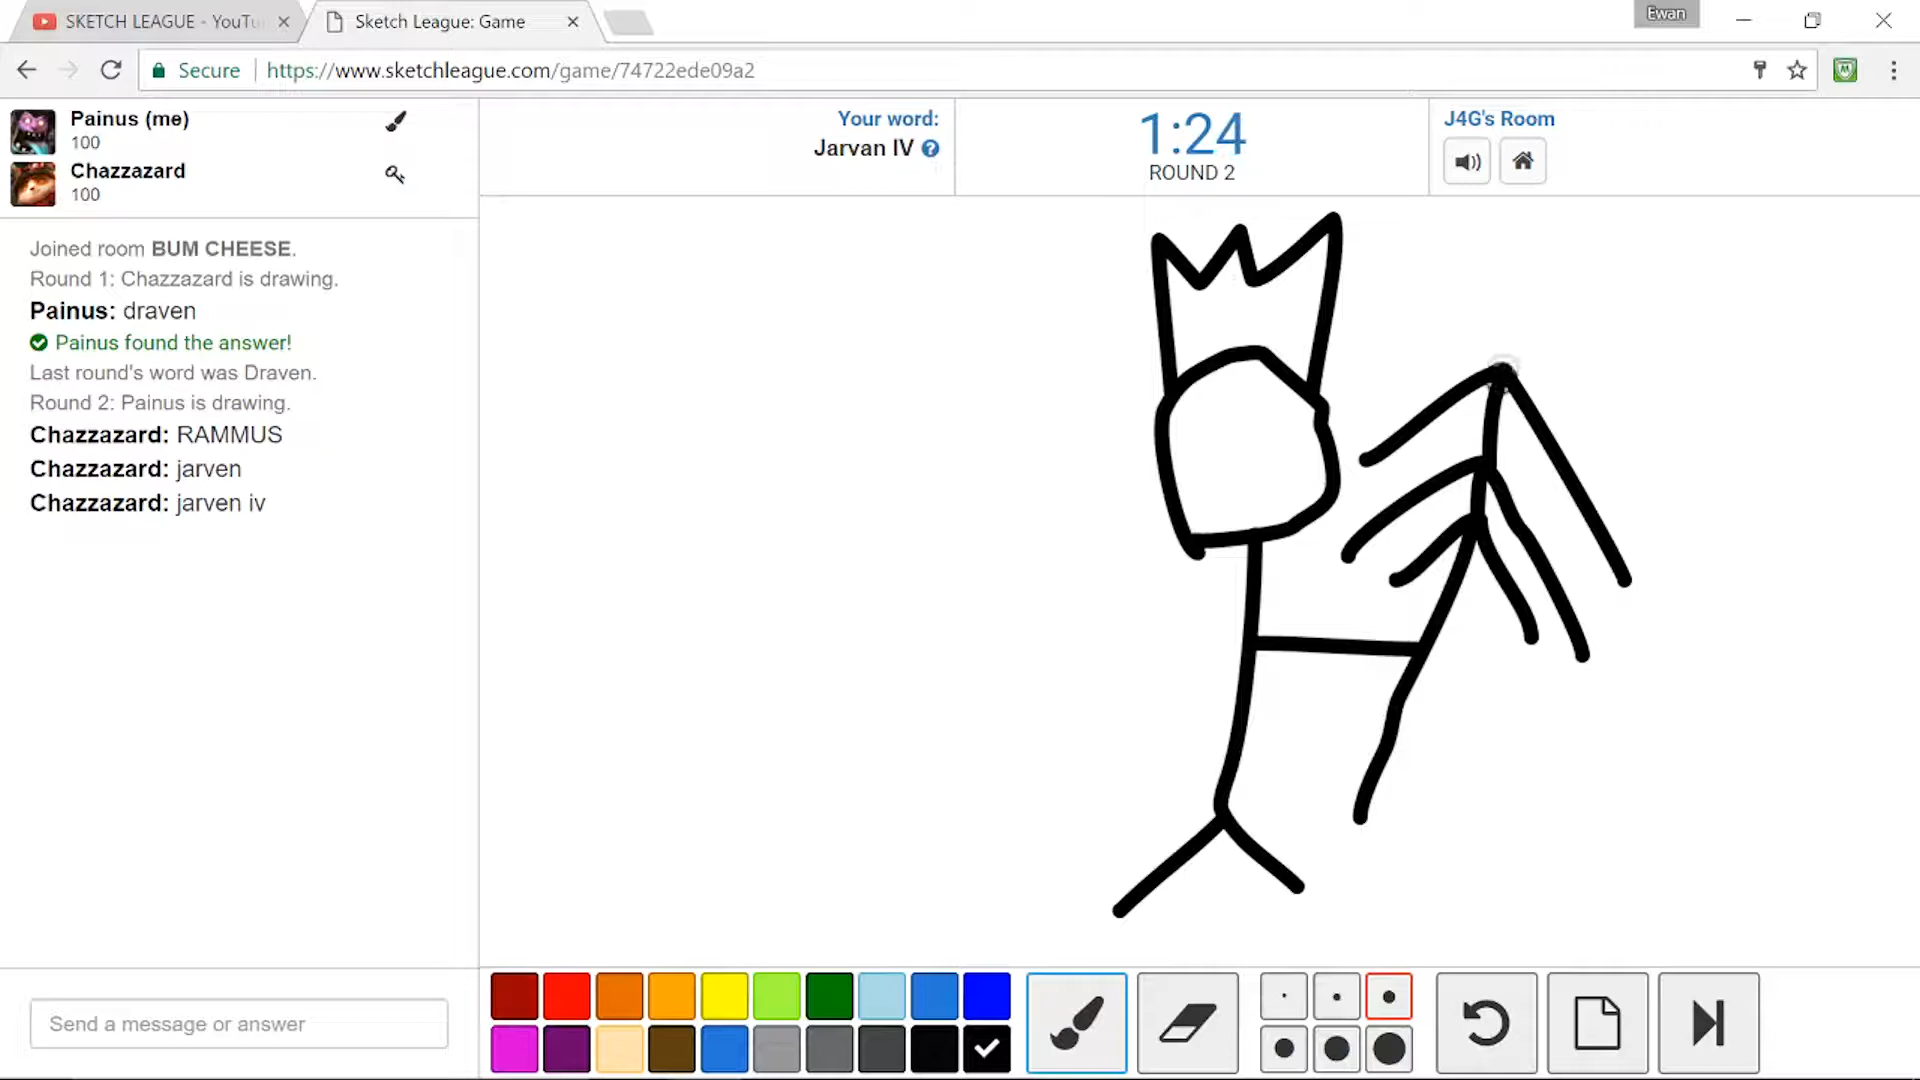 SKETCH LEAGUE - YouTu
Sketch League: Game
Ewan
Secure
https://www.sketchleague.com/game/74722ede09a2
Painus (me)
100
Chazzazard
100
Your word:
Jarvan IV
1:24
ROUND 2
J4G's Room
Joined room BUM CHEESE.
Round 1: Chazzazard is drawing.
Painus: draven
Painus found the answer!
Last round's word was Draven.
Round 2: Painus is drawing.
Chazzazard: RAMMUS
Chazzazard: jarven
Chazzazard: jarven iv
Send a message or answer